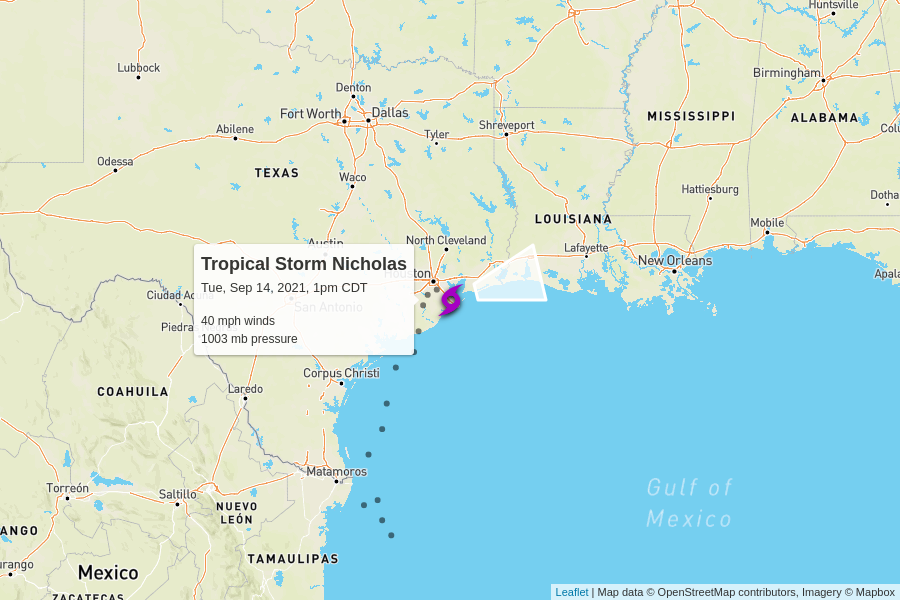 Huntsville
Lubbock
Birmingham
Denton
Fort Worth
Dallas
MISSISSIPPI
ALABAMA
Abilene
Tyler
Shreveport
Colu
Odessa
TEXAS
Waco
Hattiesburg
Dotha
LOUISIANA
Mobile
Austin
North Cleveland
Lafayette
New Orleans
Tropical Storm Nicholas
Houston
Apala
Tue, Sep 14, 2021, 1pm CDT
Ciudad Acuña
San Antonio
40 mph winds
Piedra
1003 mb pressure
Corpus Christi
COAHUILA
Laredo
Matamoros
Torreón
Saltillo
Gulf of
Mexico
NUEVO
LEÓN
ANGO
TAMAULIPAS
urango
Mexico
ZACATECAS
Leaflet | Map data © OpenStreetMap contributors, Imagery © Mapbox